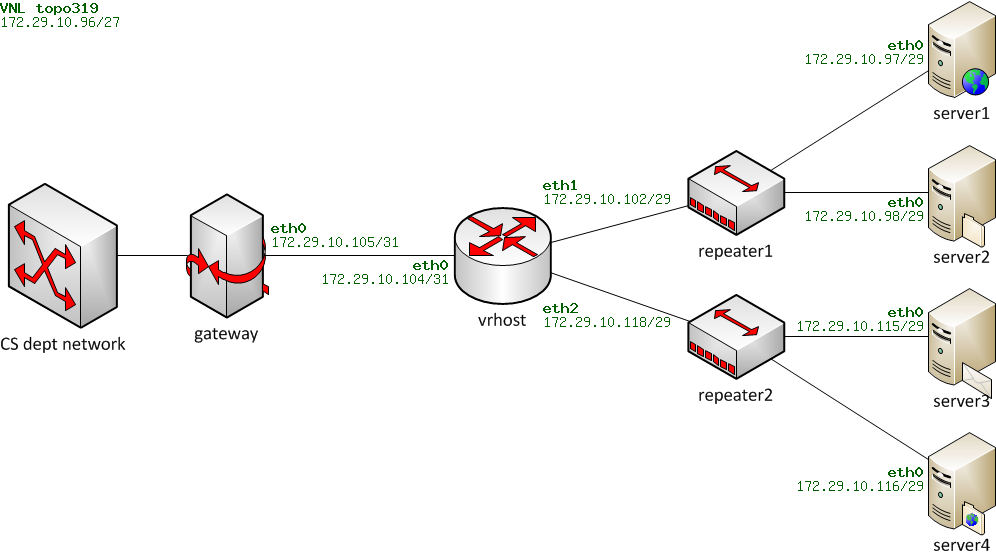 VNL topo319
172.29.10.96/27
eth0
172.29.10.97/29
server1
eth1
172.29.10.102/29
eth0
172.29.10.98/29
repeater1
server2
eth0
172.29.10.105/31
eth0
172.29.10.104/31
gateway
CS dept network
vrhost
eth2
172.29.10.118/29
eth0
172.29.10.115/29
repeater2
server3
eth0
172.29.10.116/29
server4